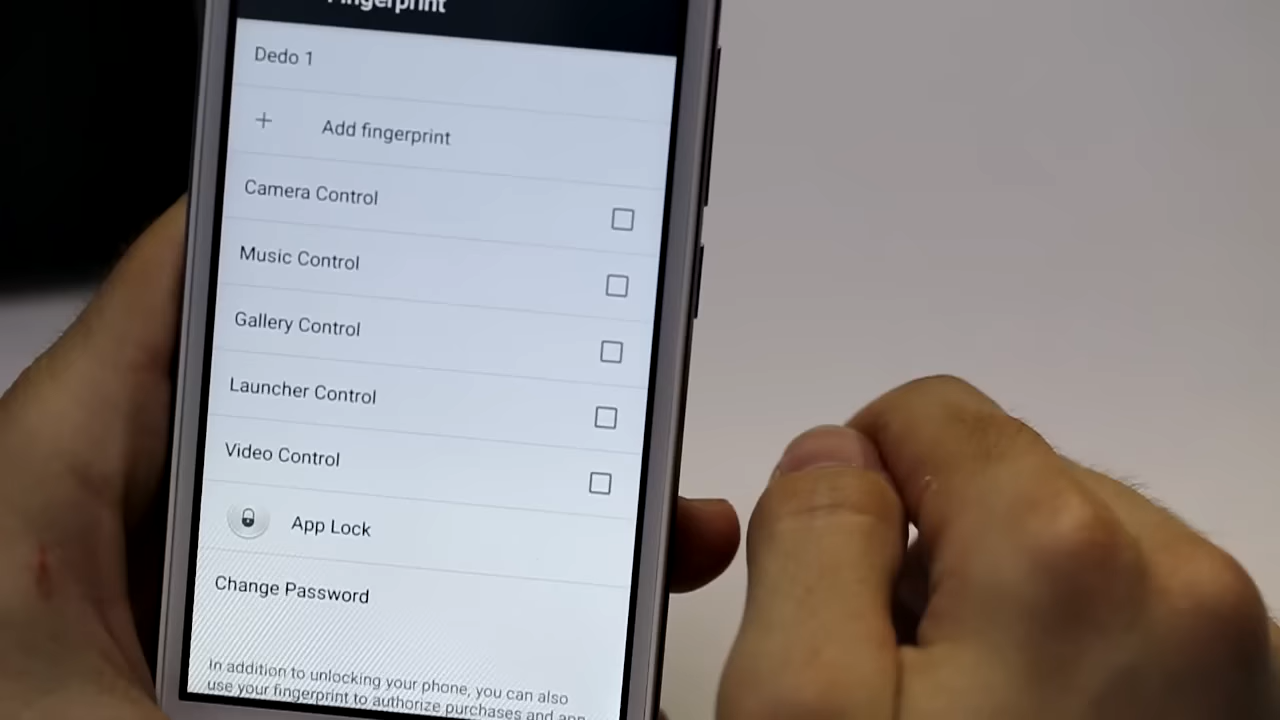 Fingerprint
Dedo 1
+ Add fingerprint
Camera Control
Music Control
Gallery Control
Launcher Control
Video Control
App Lock
Change Password
In addition to unlocking your phone, you can also
use your fingerprint to authorize purchases and app